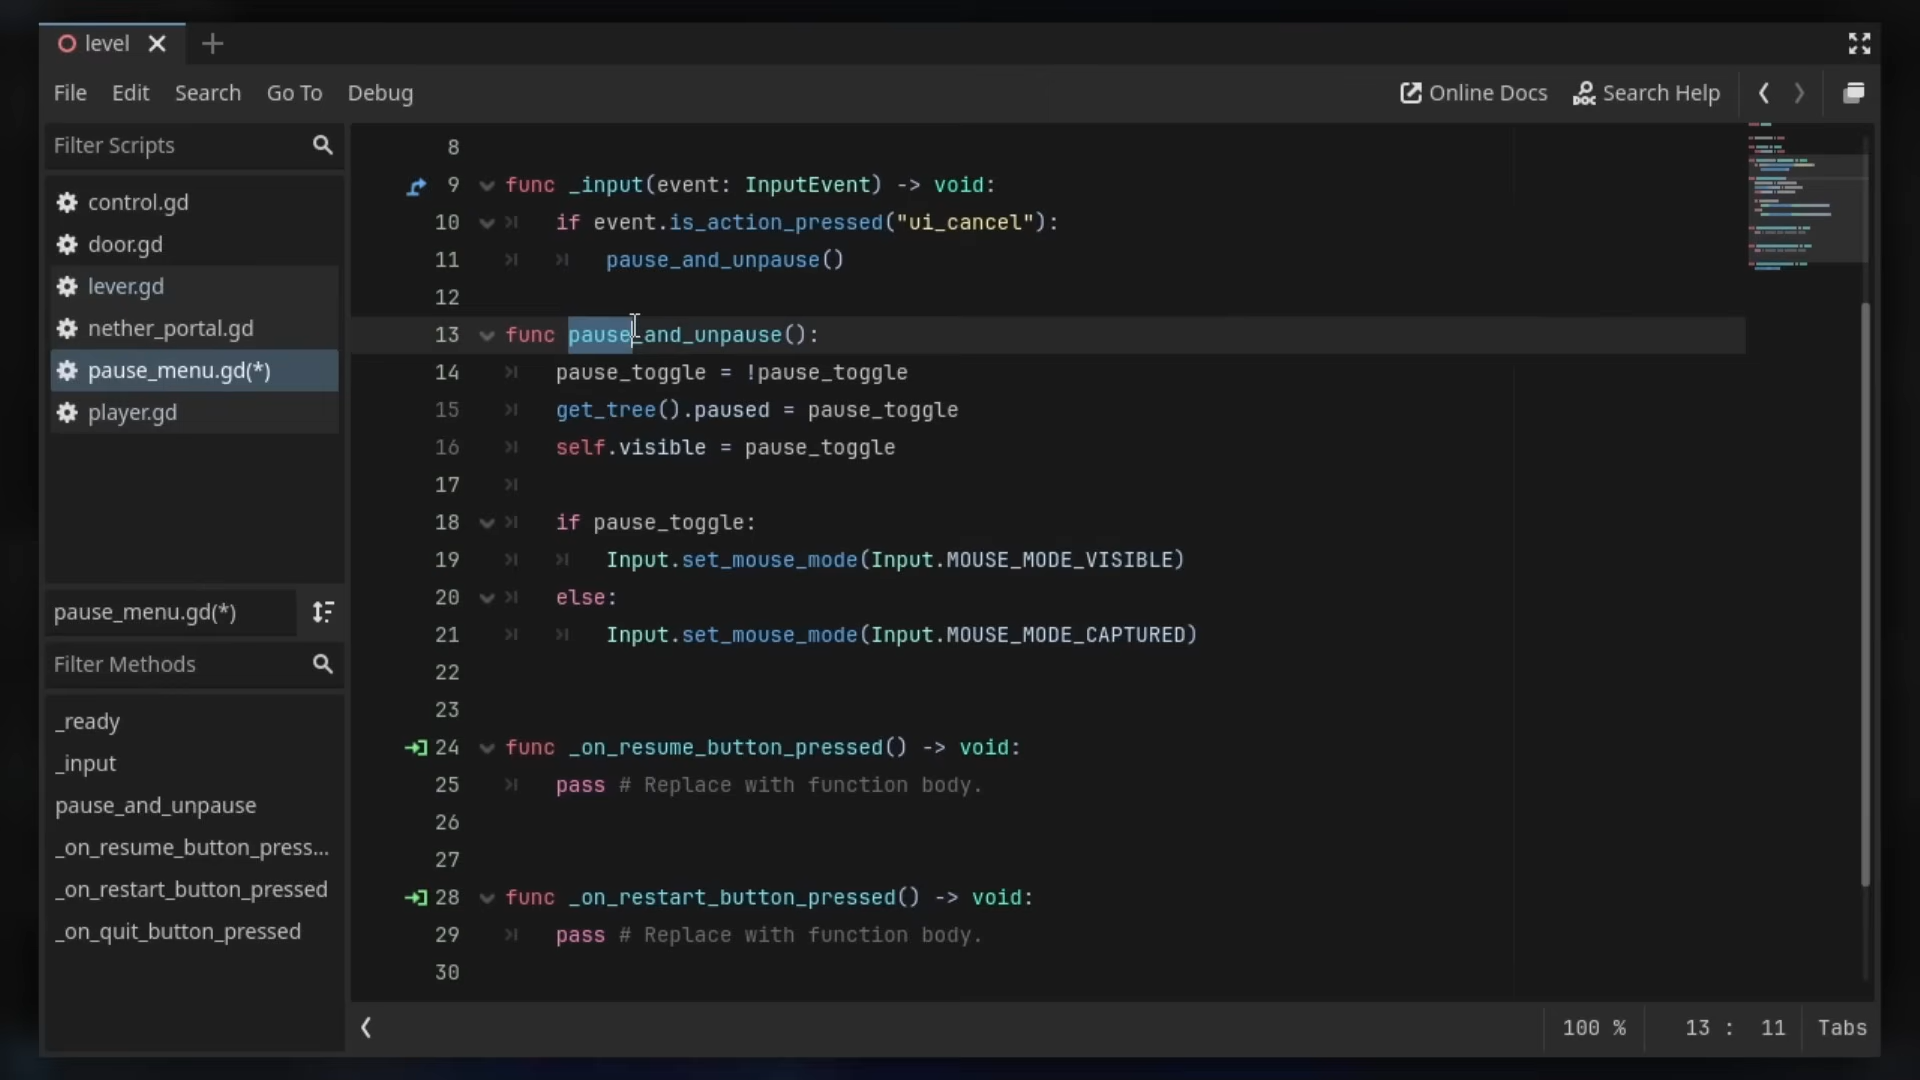 level
File Edit Search Go To Debug Online Docs Search Help
Filter Scripts
control.gd
door.gd
lever.gd
nether_portal.gd
pause_menu.gd(*)
player.gd
pause_menu.gd(*)
Filter Methods
_ready
_input
pause_and_unpause
_on_resume_button_press...
_on_restart_button_pressed
_on_quit_button_pressed
8
9 func _input(event: InputEvent) -> void:
10 if event.is_action_pressed("ui_cancel"):
11 pause_and_unpause()
12
13 func pause_and_unpause():
14 pause_toggle = !pause_toggle
15 get_tree().paused = pause_toggle
16 self.visible = pause_toggle
17
18 if pause_toggle:
19 Input.set_mouse_mode(Input.MOUSE_MODE_VISIBLE)
20 else:
21 Input.set_mouse_mode(Input.MOUSE_MODE_CAPTURED)
22
23
24 func _on_resume_button_pressed() -> void:
25 pass # Replace with function body.
26
27
28 func _on_restart_button_pressed() -> void:
29 pass # Replace with function body.
30
100 % 13 : 11 Tabs